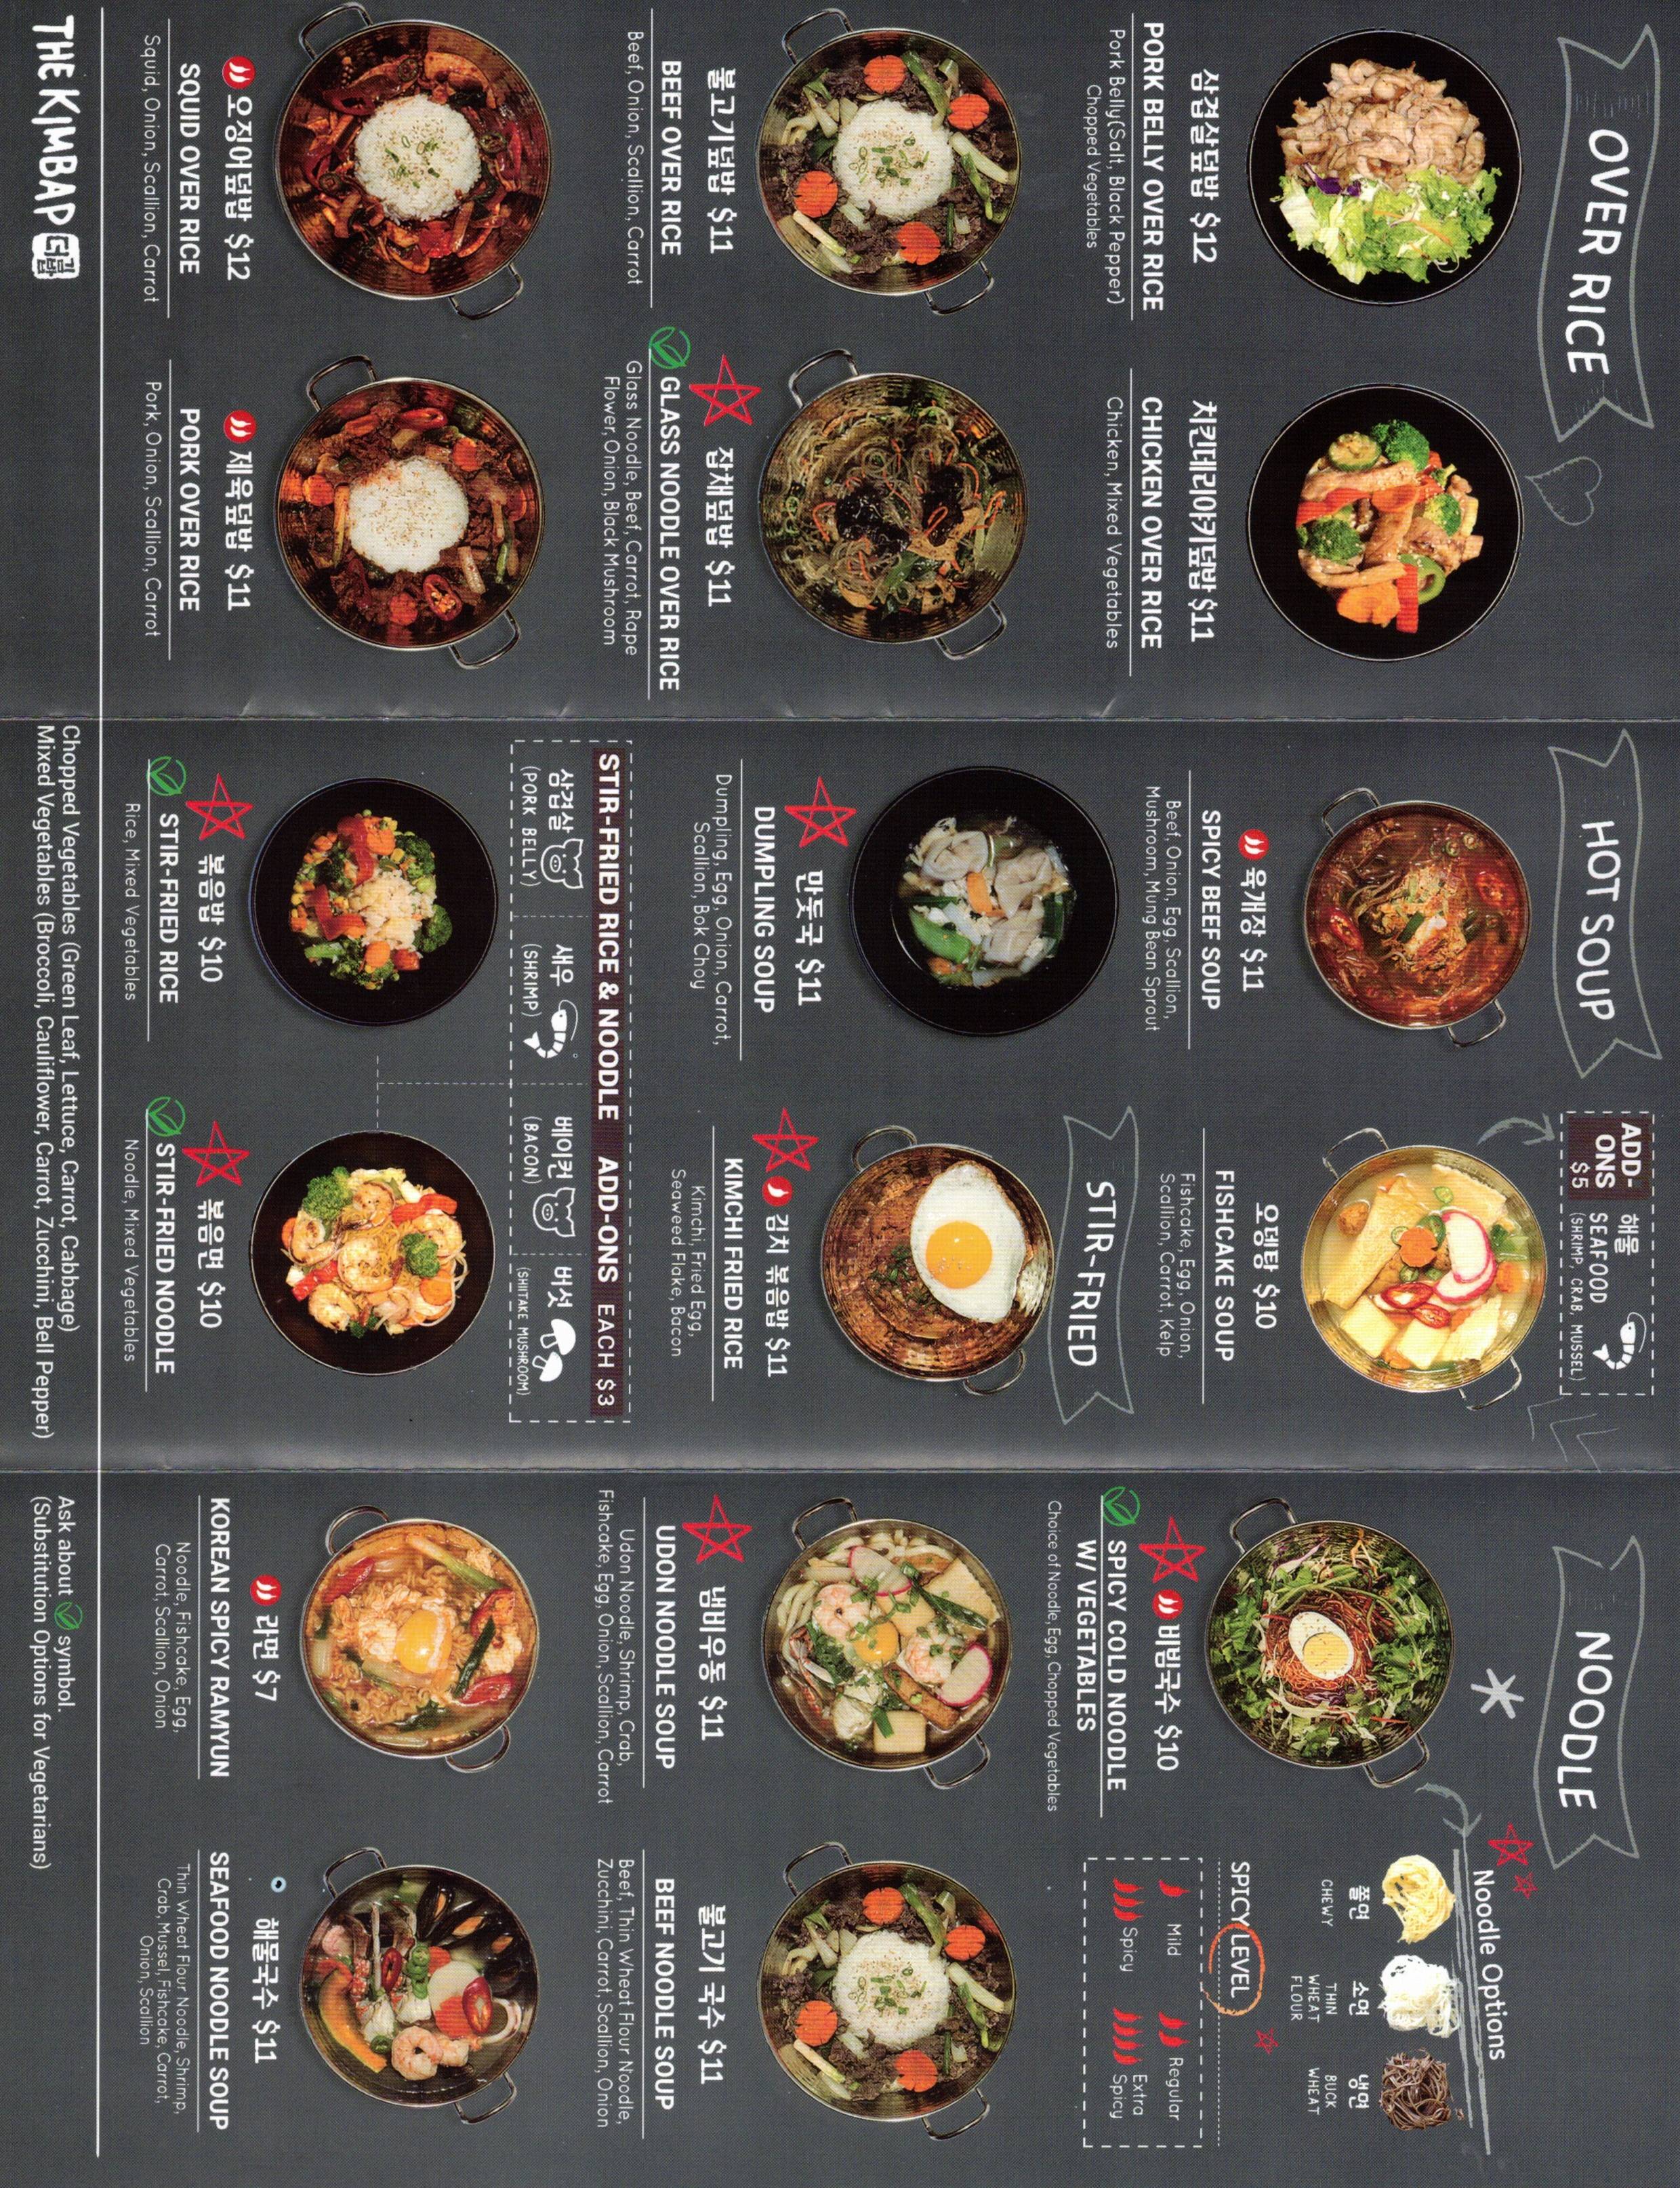 OVER RICE
삼겹살덮밥 $12
PORK BELLY OVER RICE
Pork Belly(Salt, Black Pepper)
Chopped Vegetables
치킨데리야키덮밥 $11
CHICKEN OVER RICE
Chicken, Mixed Vegetables
불고기덮밥 $11
BEEF OVER RICE
Beef, Onion, Scallion, Carrot
잡채덮밥 $11
GLASS NOODLE OVER RICE
Glass Noodle, Beef, Carrot, Rape
Flower, Onion, Black Mushroom
오징어덮밥 $12
SQUID OVER RICE
Squid, Onion, Scallion, Carrot
제육덮밥 $11
PORK OVER RICE
Pork, Onion, Scallion, Carrot
HOT SOUP
ADD-
ONS
$5
해물
SEAFOOD
(SHRIMP, CRAB, MUSSEL)
육개장 $11
SPICY BEEF SOUP
Beef, Onion, Egg, Scallion,
Mushroom, Mung Bean Sprout
오뎅탕 $10
FISHCAKE SOUP
Fishcake, Egg, Onion,
Scallion, Carrot, Kelp
만둣국 $11
DUMPLING SOUP
Dumpling, Egg, Onion, Carrot,
Scallion, Bok Choy
STIR-FRIED
김치 볶음밥 $11
KIMCHI FRIED RICE
Kimchi, Fried Egg,
Seaweed Flake, Bacon
STIR-FRIED RICE & NOODLE ADD-ONS EACH $3
삼겹살
(PORK BELLY)
새우
(SHRIMP)
베이컨
(BACON)
버섯
(SHIITAKE MUSHROOM)
볶음밥 $10
STIR-FRIED RICE
Rice, Mixed Vegetables
볶음면 $10
STIR-FRIED NOODLE
Noodle, Mixed Vegetables
NOODLE
Noodle Options
쫄면
CHEWY
소면
THIN
WHEAT
FLOUR
냉면
BUCK
WHEAT
SPICY LEVEL
Mild
Regular
Spicy
Extra
Spicy
비빔국수 $10
SPICY COLD NOODLE
W/ VEGETABLES
Choice of Noodle, Egg, Chopped Vegetables
냄비우동 $11
UDON NOODLE SOUP
Udon Noodle, Shrimp, Crab,
Fishcake, Egg, Onion, Scallion, Carrot
불고기 국수 $11
BEEF NOODLE SOUP
Beef, Thin Wheat Flour Noodle,
Zucchini, Carrot, Scallion, Onion
라면 $7
KOREAN SPICY RAMYUN
Noodle, Fishcake, Egg,
Carrot, Scallion, Onion
해물국수 $11
SEAFOOD NOODLE SOUP
Thin Wheat Flour Noodle, Shrimp,
Crab, Mussel, Fishcake, Carrot,
Onion, Scallion
THE KIMBAP 더김밥
Chopped Vegetables (Green Leaf, Lettuce, Carrot, Cabbage)
Mixed Vegetables (Broccoli, Cauliflower, Carrot, Zucchini, Bell Pepper)
Ask about symbol.
(Substitution Options for Vegetarians)